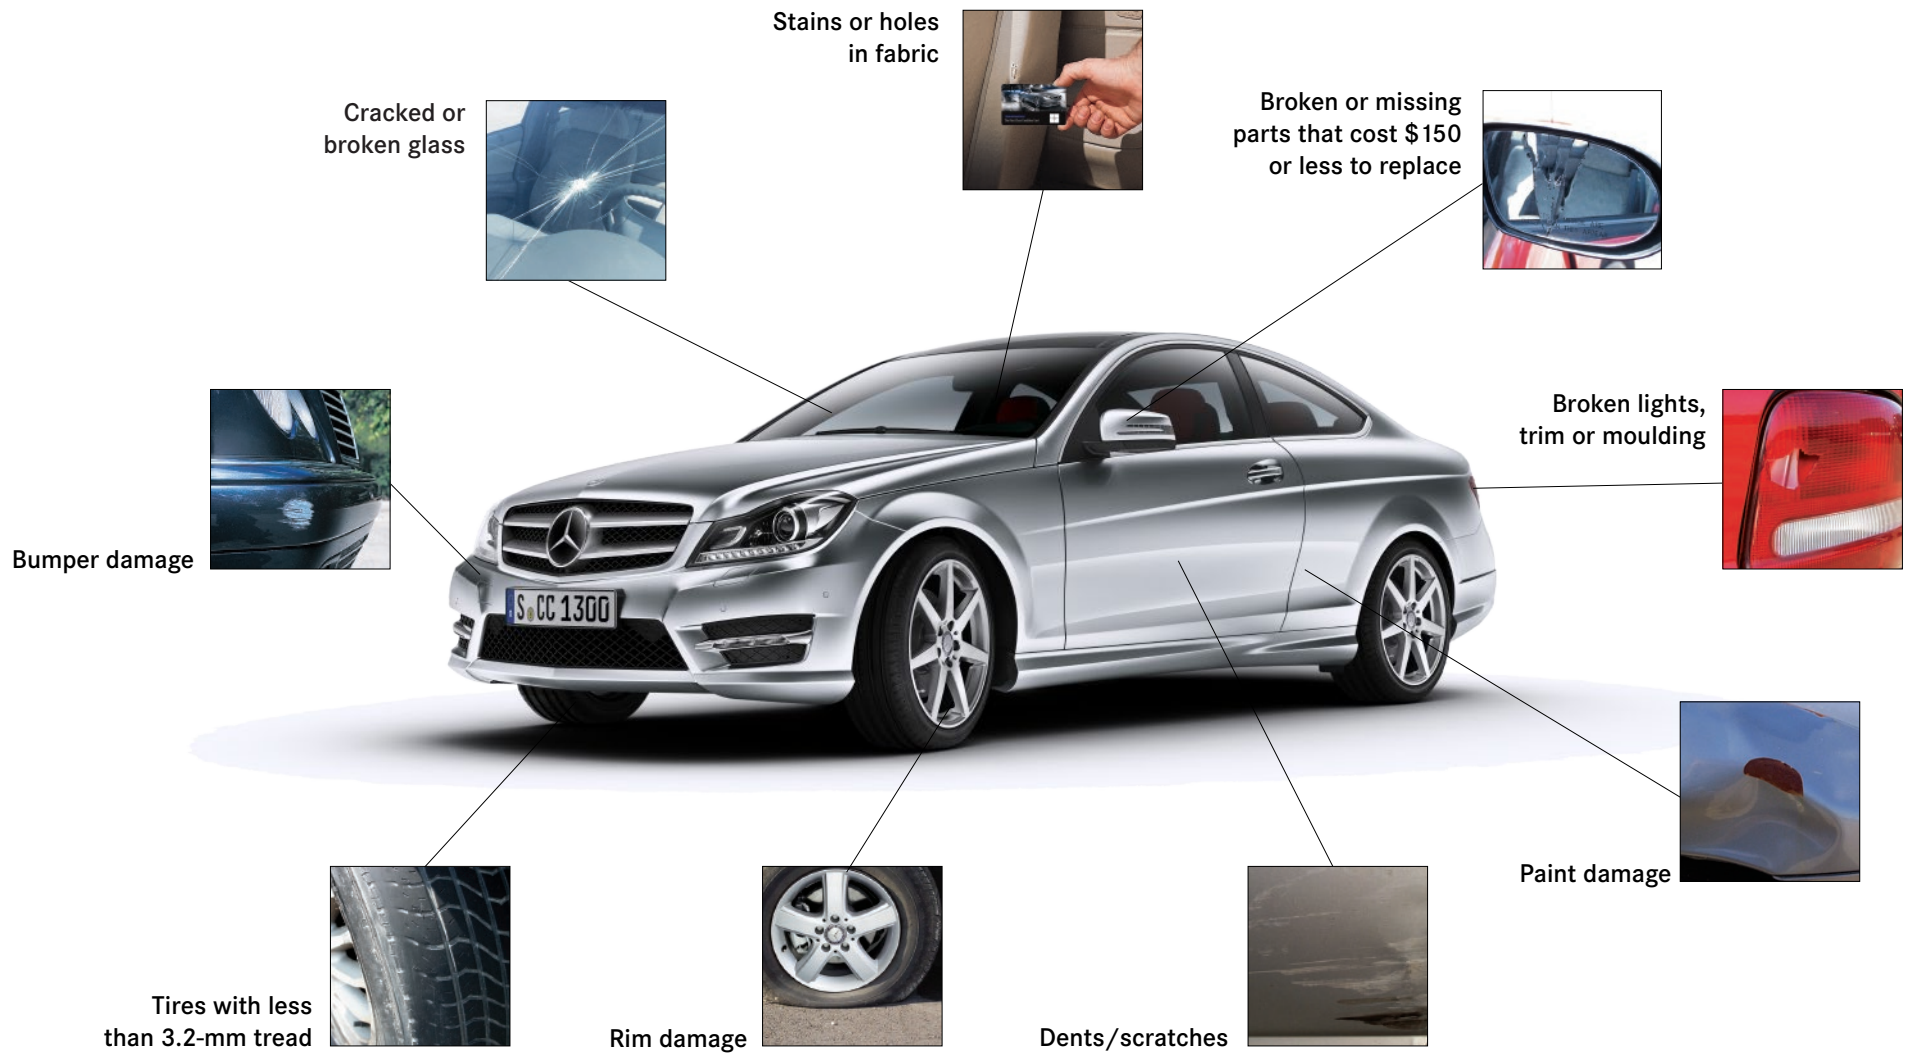 Stains or holes
in fabric
Cracked or
broken glass
Broken or missing
parts that cost $150
or less to replace
Broken lights,
trim or moulding
Bumper damage
S CC 1300
Paint damage
Tires with less
than 3.2-mm tread
Rim damage
Dents/scratches